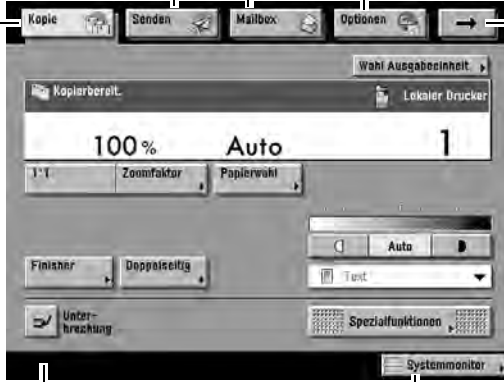 Kopie Senden Mailbox Optionen
Wahl Ausgabeeinheit
Kopierbereit. Lokaler Drucker
100% Auto 1
1:1 Zoomfaktor Papierwahl
Auto
Finisher Doppelseitig
Text
Unter-
brechung
Spezialfunktionen
Systemmonitor